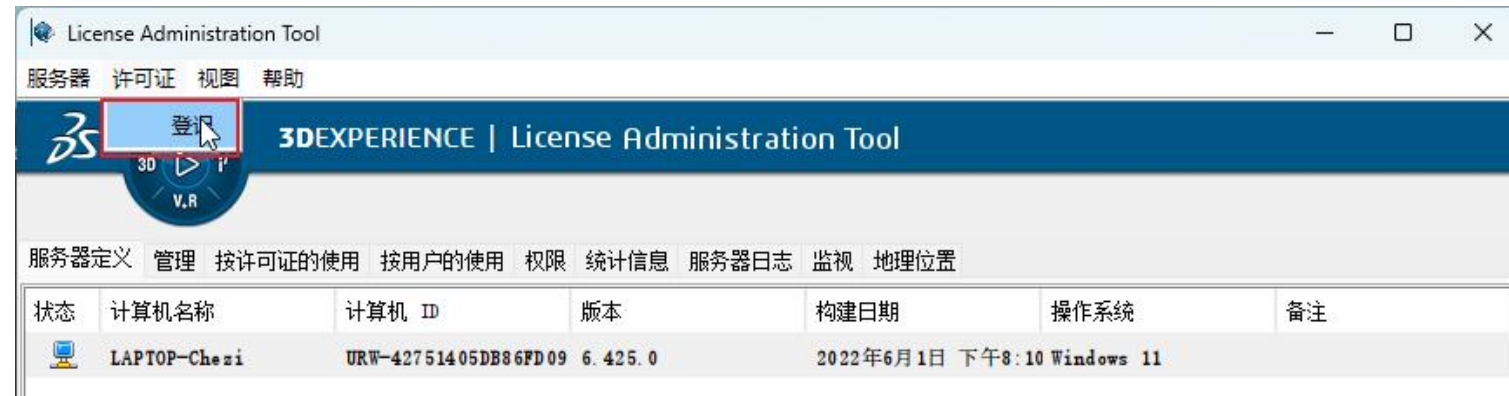 License Administration Tool
服务器 许可证 视图 帮助
登记
3DEXPERIENCE | License Administration Tool
3D i²
V.R
服务器定义 管理 按许可证的使用 按用户的使用 权限 统计信息 服务器日志 监视 地理位置
状态 计算机名称 计算机 ID 版本 构建日期 操作系统 备注
LAPTOP-Chezi URW-42751405DB86FD09 6.425.0 2022年6月1日 下午8:10 Windows 11